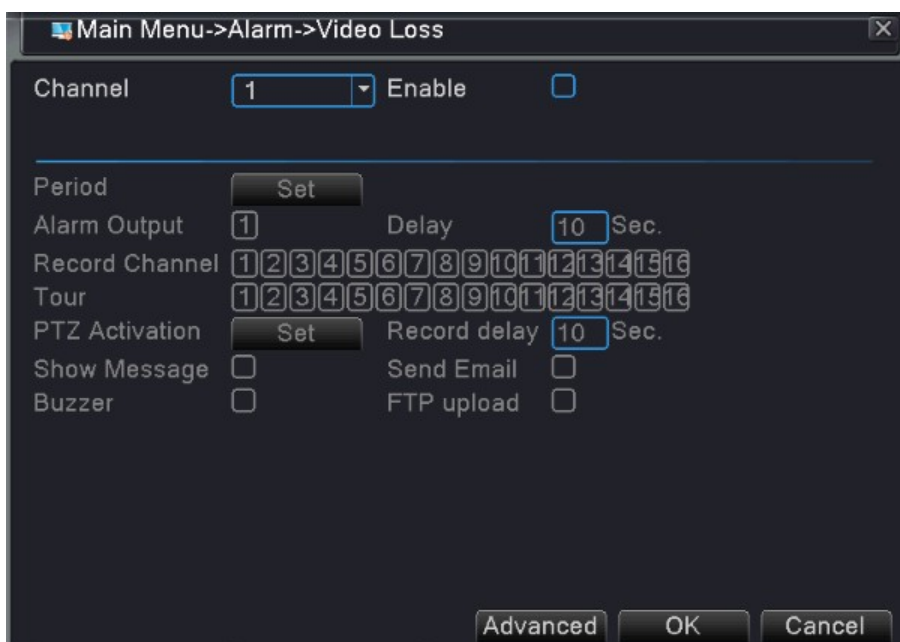 Main Menu->Alarm->Video Loss
Channel 1 Enable
Period Set
Alarm Output 1 Delay 10 Sec.
Record Channel 1 2 3 4 5 6 7 8 9 10 11 12 13 14 15 16
Tour 1 2 3 4 5 6 7 8 9 10 11 12 13 14 15 16
PTZ Activation Set Record delay 10 Sec.
Show Message Send Email
Buzzer FTP upload
Advanced OK Cancel